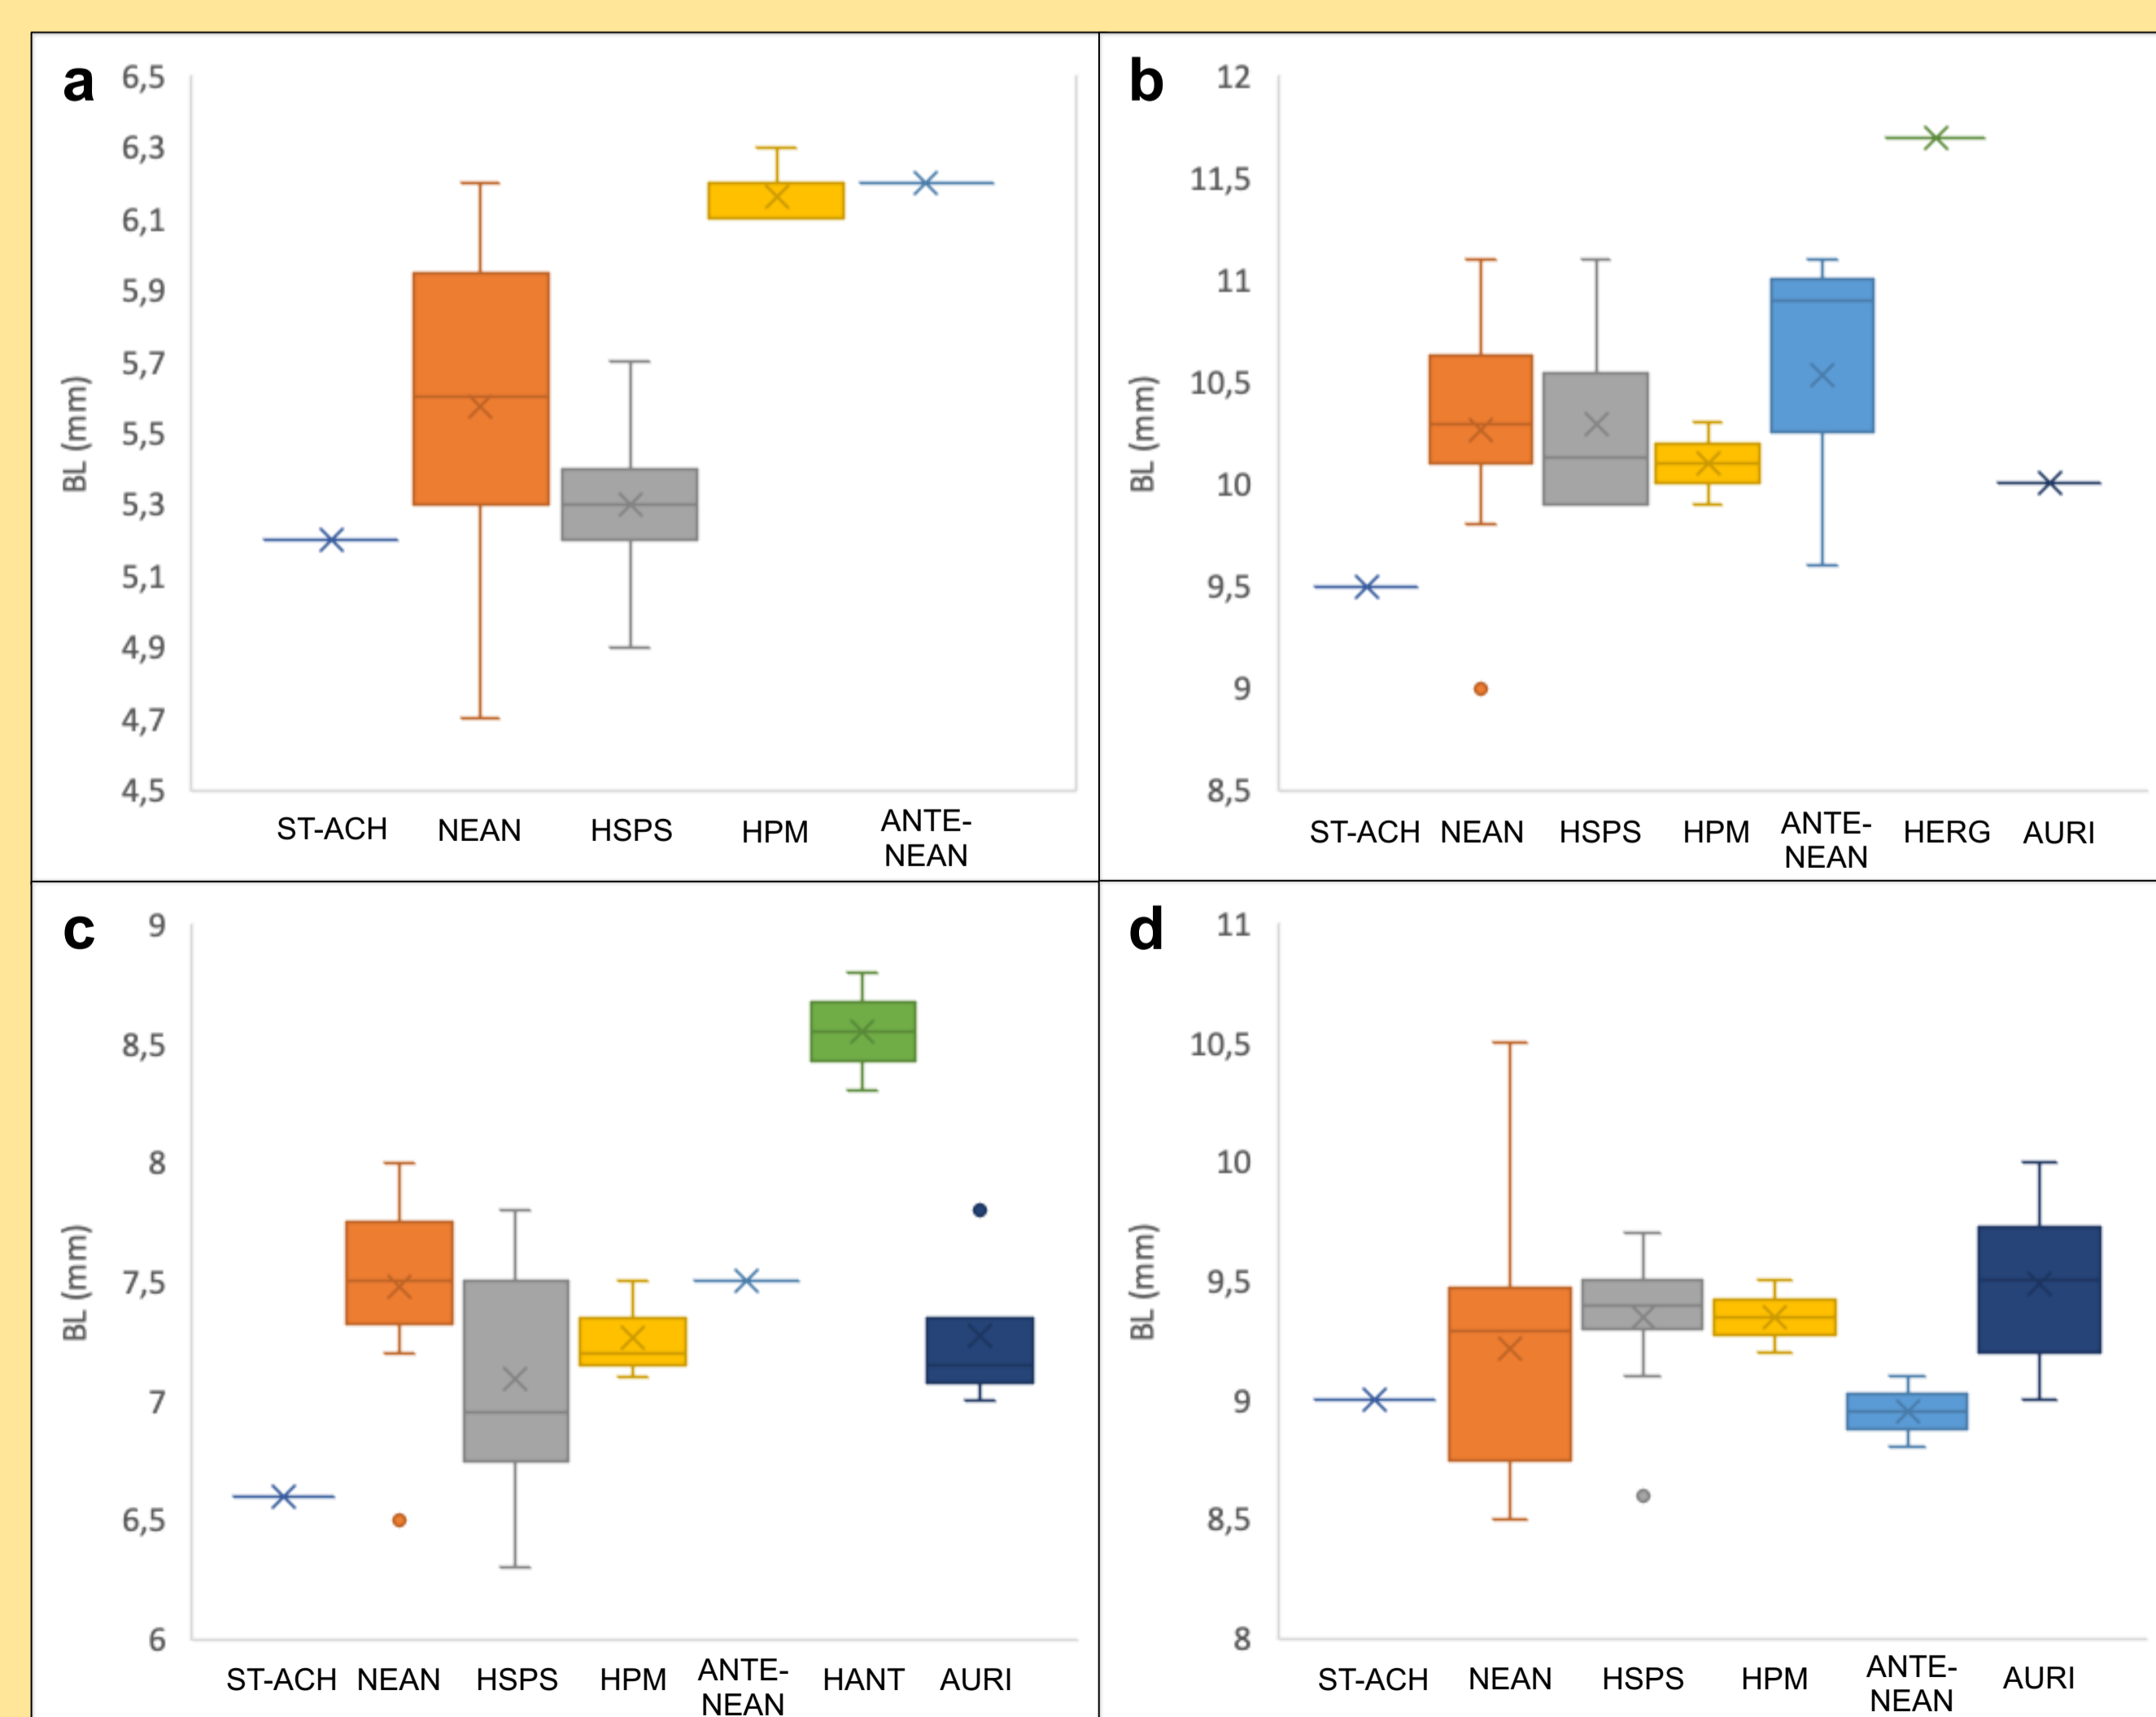 a
6,5
6,3
6,1
5,9
5,7
5,5
5,3
5,1
4,9
4,7
4,5
BL (mm)
ST-ACH NEAN HSPS HPM ANTE-
NEAN
b
12
11,5
11
10,5
10
9,5
9
8,5
BL (mm)
ST-ACH NEAN HSPS HPM ANTE- HERG AURI
NEAN
c
9
8,5
8
7,5
7
6,5
6
BL (mm)
ST-ACH NEAN HSPS HPM ANTE- HANT AURI
NEAN
d
11
10,5
10
9,5
9
8,5
8
BL (mm)
ST-ACH NEAN HSPS HPM ANTE- AURI
NEAN